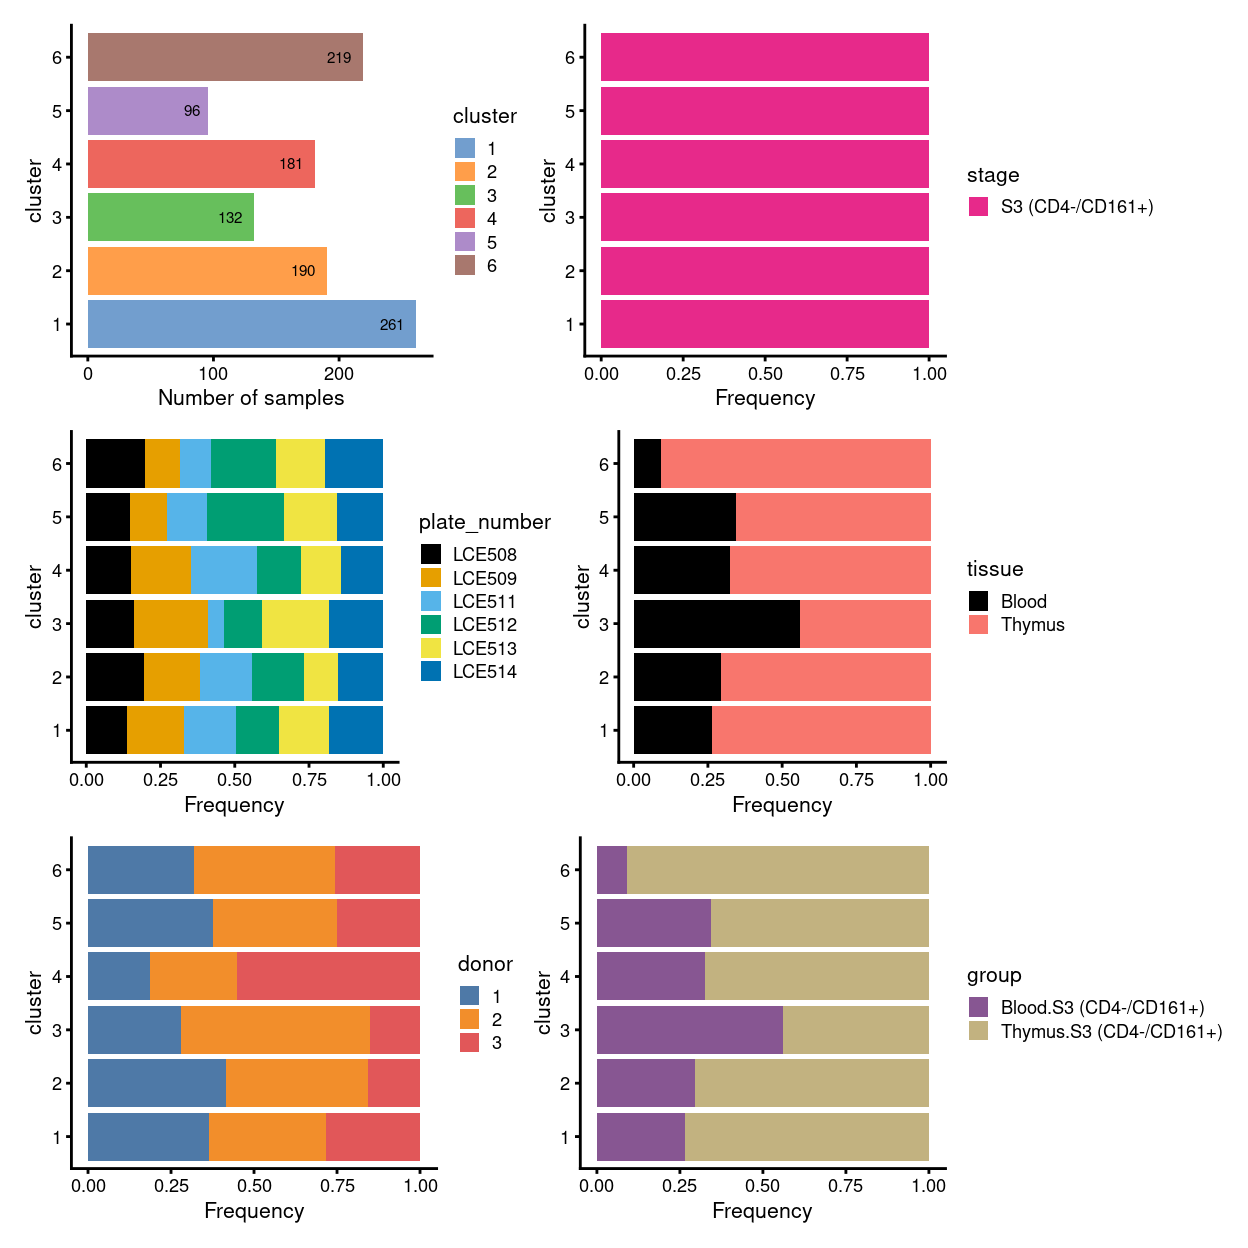 cluster
6
5
4
3
2
1
219
96
181
132
190
261
0
100
200
Number of samples
cluster
1
2
3
4
5
6
cluster
6
5
4
3
2
1
0.00
0.25
0.50
0.75
1.00
Frequency
stage
S3 (CD4-/CD161+)
cluster
6
5
4
3
2
1
0.00
0.25
0.50
0.75
1.00
Frequency
plate_number
LCE508
LCE509
LCE511
LCE512
LCE513
LCE514
cluster
6
5
4
3
2
1
0.00
0.25
0.50
0.75
1.00
Frequency
tissue
Blood
Thymus
cluster
6
5
4
3
2
1
0.00
0.25
0.50
0.75
1.00
Frequency
donor
1
2
3
cluster
6
5
4
3
2
1
0.00
0.25
0.50
0.75
1.00
Frequency
group
Blood.S3 (CD4-/CD161+)
Thymus.S3 (CD4-/CD161+)